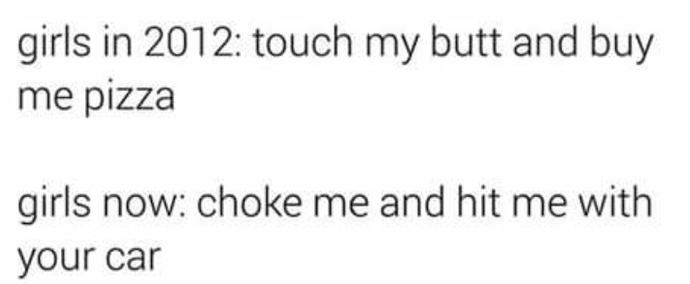 girls in 2012: touch my butt and buy
me pizza
girls now: choke me and hit me with
your car